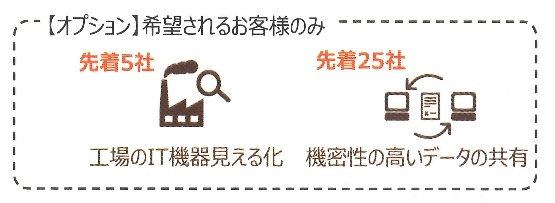 【オプション】希望されるお客様のみ
先着5社
先着25社
工場のIT機器見える化
機密性の高いデータの共有